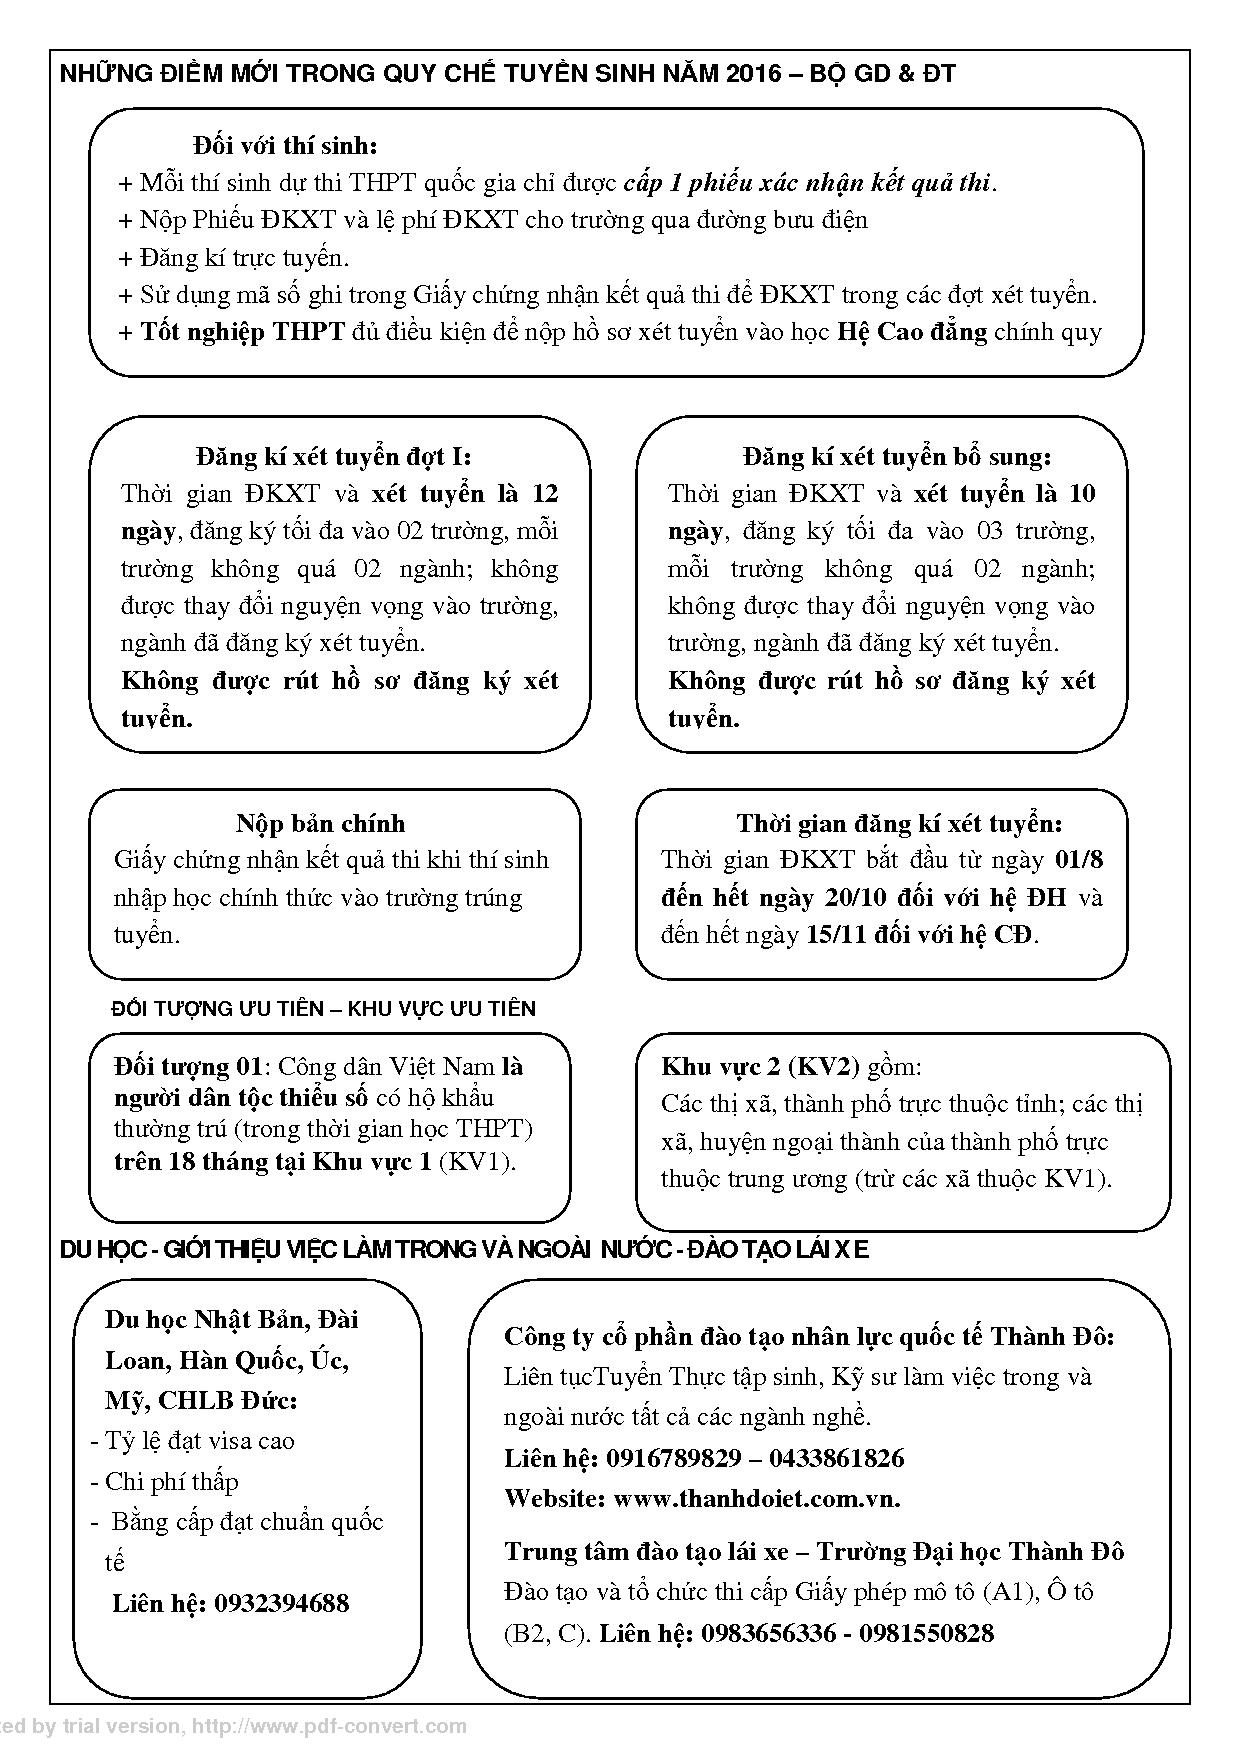 NHỮNG ĐIỂM MỚI TRONG QUY CHẾ TUYỂN SINH NĂM 2016 – BỘ GD & ĐT
Đối với thí sinh:
+ Mỗi thí sinh dự thi THPT quốc gia chỉ được cấp 1 phiếu xác nhận kết quả thi.
+ Nộp Phiếu ĐKXT và lệ phí ĐKXT cho trường qua đường bưu điện
+ Đăng kí trực tuyến.
+ Sử dụng mã số ghi trong Giấy chứng nhận kết quả thi để ĐKXT trong các đợt xét tuyển.
+ Tốt nghiệp THPT đủ điều kiện để nộp hồ sơ xét tuyển vào học Hệ Cao đẳng chính quy
Đăng kí xét tuyển đợt I:
Thời gian ĐKXT và xét tuyển là 12
ngày, đăng ký tối đa vào 02 trường, mỗi
trường không quá 02 ngành; không
được thay đổi nguyện vọng vào trường,
ngành đã đăng ký xét tuyển.
Không được rút hồ sơ đăng ký xét
tuyển.
Đăng kí xét tuyển bổ sung:
Thời gian ĐKXT và xét tuyển là 10
ngày, đăng ký tối đa vào 03 trường,
mỗi trường không quá 02 ngành;
không được thay đổi nguyện vọng vào
trường, ngành đã đăng ký xét tuyển.
Không được rút hồ sơ đăng ký xét
tuyển.
Nộp bản chính
Giấy chứng nhận kết quả thi khi thí sinh
nhập học chính thức vào trường trúng
tuyển.
Thời gian đăng kí xét tuyển:
Thời gian ĐKXT bắt đầu từ ngày 01/8
đến hết ngày 20/10 đối với hệ ĐH và
đến hết ngày 15/11 đối với hệ CĐ.
ĐỐI TƯỢNG ƯU TIÊN – KHU VỰC ƯU TIÊN
Đối tượng 01: Công dân Việt Nam là
người dân tộc thiểu số có hộ khẩu
thường trú (trong thời gian học THPT)
trên 18 tháng tại Khu vực 1 (KV1).
Khu vực 2 (KV2) gồm:
Các thị xã, thành phố trực thuộc tỉnh; các thị
xã, huyện ngoại thành của thành phố trực
thuộc trung ương (trừ các xã thuộc KV1).
DU HỌC - GIỚI THIỆU VIỆC LÀM TRONG VÀ NGOÀI NƯỚC - ĐÀO TẠO LÁI XE
Du học Nhật Bản, Đài
Loan, Hàn Quốc, Úc,
Mỹ, CHLB Đức:
- Tỷ lệ đạt visa cao
- Chi phí thấp
- Bằng cấp đạt chuẩn quốc
tế
Liên hệ: 0932394688
Công ty cổ phần đào tạo nhân lực quốc tế Thành Đô:
Liên tụcTuyển Thực tập sinh, Kỹ sư làm việc trong và
ngoài nước tất cả các ngành nghề.
Liên hệ: 0916789829 – 0433861826
Website: www.thanhdoiet.com.vn.
Trung tâm đào tạo lái xe – Trường Đại học Thành Đô
Đào tạo và tổ chức thi cấp Giấy phép mô tô (A1), Ô tô
(B2, C). Liên hệ: 0983656336 - 0981550828
ted by trial version, http://www.pdf-convert.com